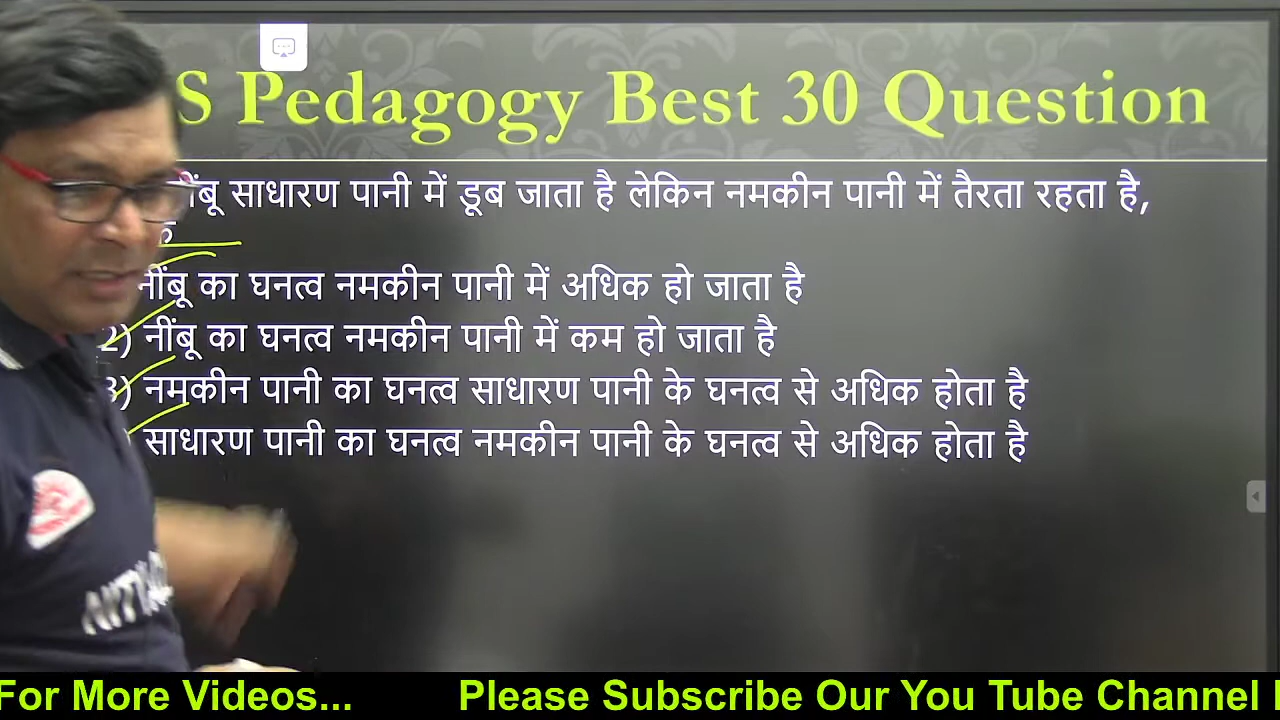 S Pedagogy Best 30 Question
नींबू साधारण पानी में डूब जाता है लेकिन नमकीन पानी में तैरता रहता है,
नींबू का घनत्व नमकीन पानी में अधिक हो जाता है
2) नींबू का घनत्व नमकीन पानी में कम हो जाता है
3) नमकीन पानी का घनत्व साधारण पानी के घनत्व से अधिक होता है
साधारण पानी का घनत्व नमकीन पानी के घनत्व से अधिक होता है
For More Videos... Please Subscribe Our You Tube Channel